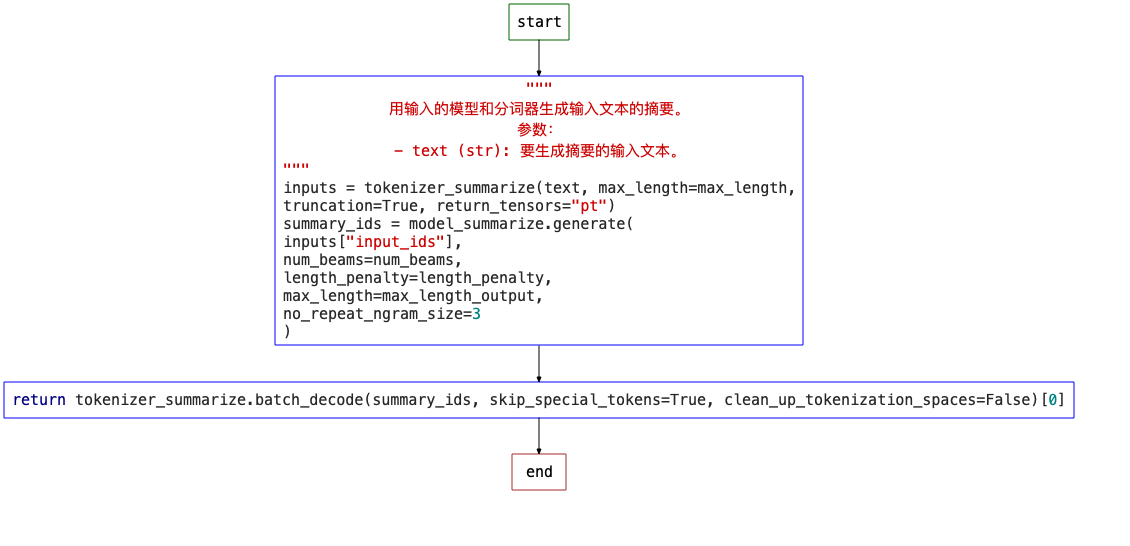 start
"""
用输入的模型和分词器生成输入文本的摘要。
参数:
- text (str): 要生成摘要的输入文本。
"""
inputs = tokenizer_summarize(text, max_length=max_length,
truncation=True, return_tensors="pt")
summary_ids = model_summarize.generate(
inputs["input_ids"],
num_beams=num_beams,
length_penalty=length_penalty,
max_length=max_length_output,
no_repeat_ngram_size=3
)
return tokenizer_summarize.batch_decode(summary_ids, skip_special_tokens=True, clean_up_tokenization_spaces=False)[0]
end